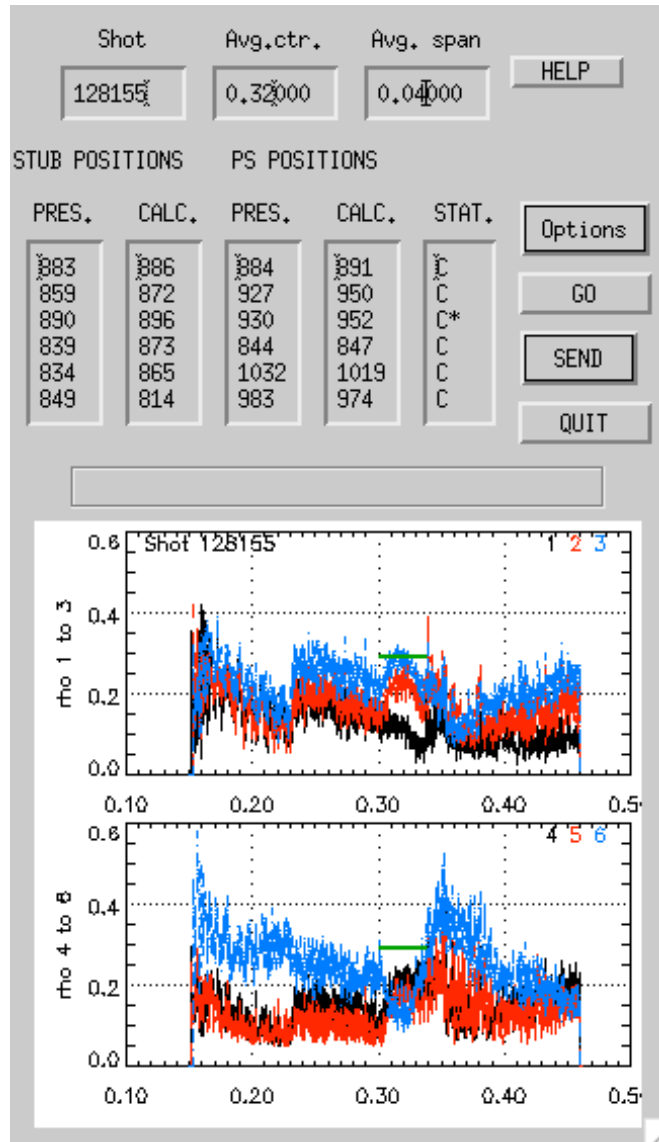 Shot Avg.ctr. Avg. span
128155 0.32000 0.04000 HELP
STUB POSITIONS PS POSITIONS
PRES. CALC. PRES. CALC. STAT.
Options
883 886 884 891 C
859 872 927 950 C
GO
890 896 930 952 C*
839 873 844 847 C
SEND
834 865 1032 1019 C
849 814 983 974 C
QUIT
0.6 Shot 128155 1 2 3
rho 1 to 3
0.4
0.2
0.0
0.10 0.20 0.30 0.40 0.5
0.6 4 5 6
rho 4 to 6
0.4
0.2
0.0
0.10 0.20 0.30 0.40 0.5